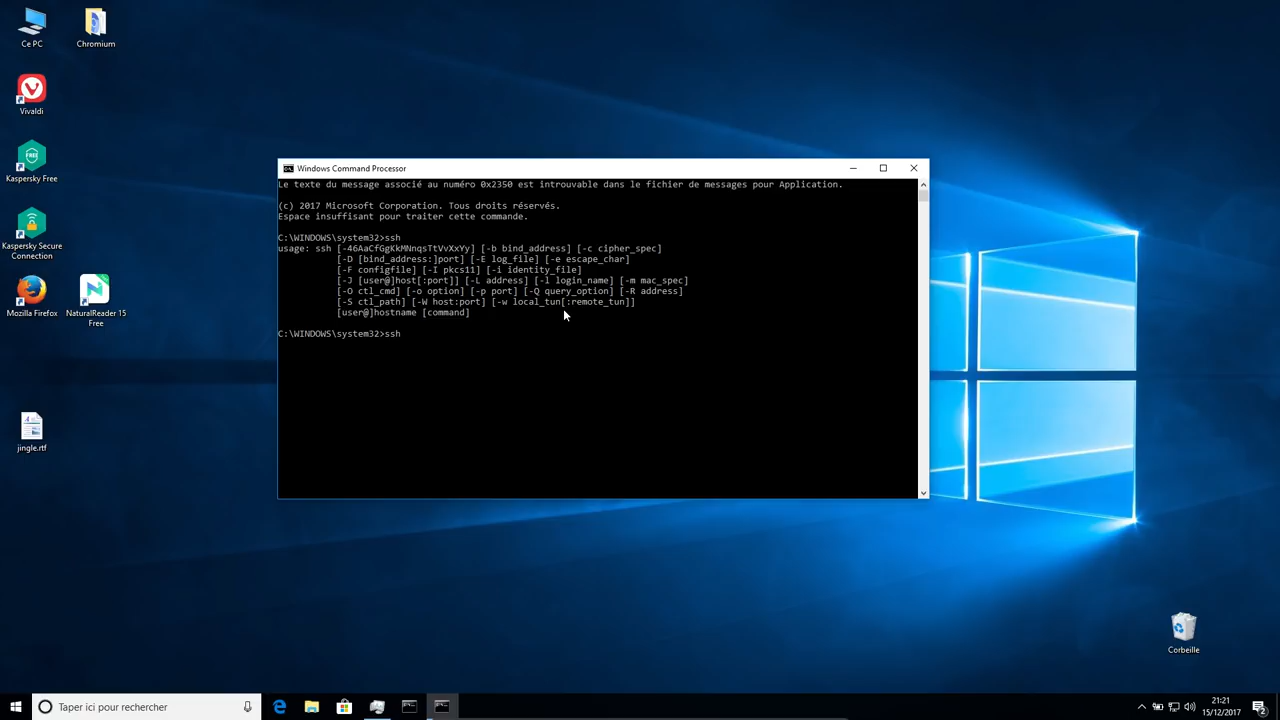 Ce PC
Chromium
Vivaldi
Kaspersky Free
Kaspersky Secure
Connection
Mozilla Firefox
NaturalReader 15
Free
jingle.rtf
Windows Command Processor
Le texte du message associé au numéro 0x2350 est introuvable dans le fichier de messages pour Application.
(c) 2017 Microsoft Corporation. Tous droits réservés.
Espace insuffisant pour traiter cette commande.
C:\WINDOWS\system32>ssh
usage: ssh [-46AaCfGgKkMNnqsTtVvXxYy] [-b bind_address] [-c cipher_spec]
[-D [bind_address:]port] [-E log_file] [-e escape_char]
[-F configfile] [-I pkcs11] [-i identity_file]
[-J [user@]host[:port]] [-L address] [-l login_name] [-m mac_spec]
[-O ctl_cmd] [-o option] [-p port] [-Q query_option] [-R address]
[-S ctl_path] [-W host:port] [-w local_tun[:remote_tun]]
[user@]hostname [command]
C:\WINDOWS\system32>ssh
Corbeille
Taper ici pour rechercher
21:21
15/12/2017